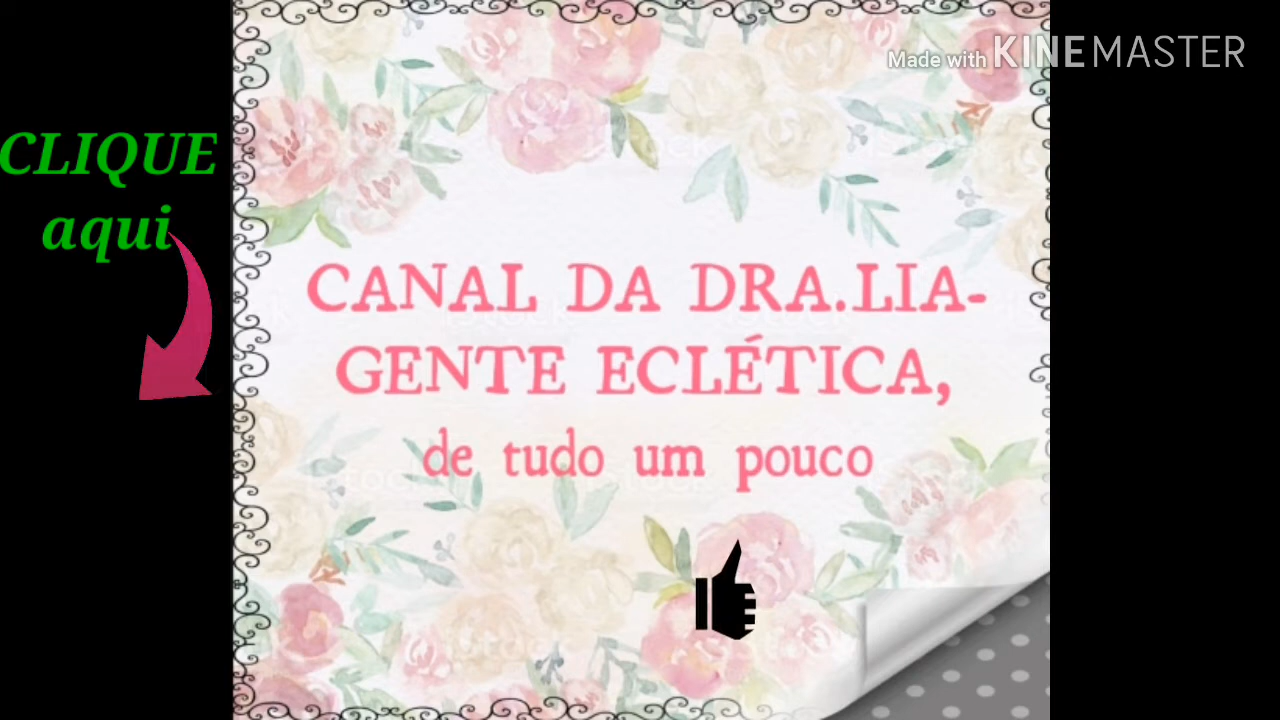 Made with KINEMASTER
CLIQUE
aqui
CANAL DA DRA.LIA-
GENTE ECLÉTICA,
de tudo um pouco